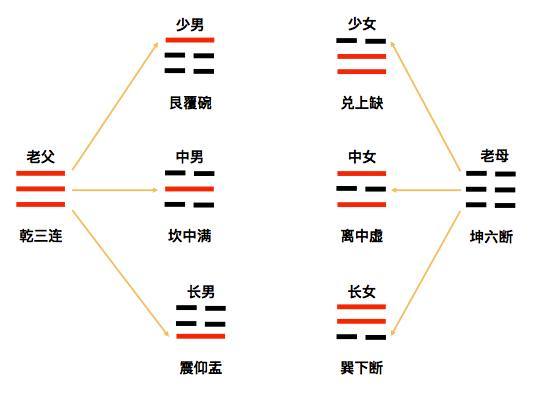 少男
艮覆碗
少女
兑上缺
老父
乾三连
中男
坎中满
中女
离中虚
老母
坤六断
长男
震仰盂
长女
巽下断